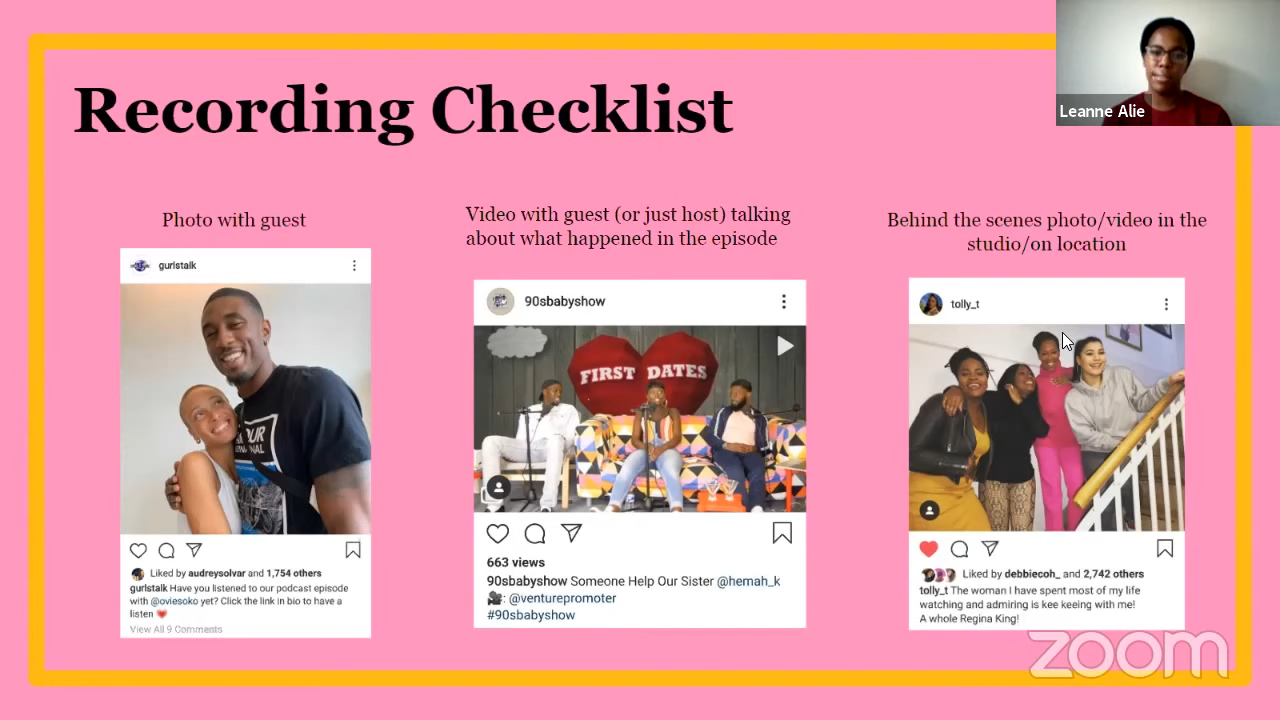 Recording Checklist
Leanne Alie
Photo with guest
gurlstalk
Liked by audreysolvar and 1,754 others
gurlstalk Have you listened to our podcast episode
with @oviesoko yet? Click the link in bio to have a
listen
View All 9 Comments
Video with guest (or just host) talking
about what happened in the episode
90sbabyshow
FIRST DATES
663 views
90sbabyshow Someone Help Our Sister @hemah_k
: @venturepromoter
#90sbabyshow
Behind the scenes photo/video in the
studio/on location
tolly_t
Liked by debbiecoh_ and 2,742 others
tolly_t The woman I have spent most of my life
watching and admiring is kee keeing with me!
A whole Regina King!
zoom